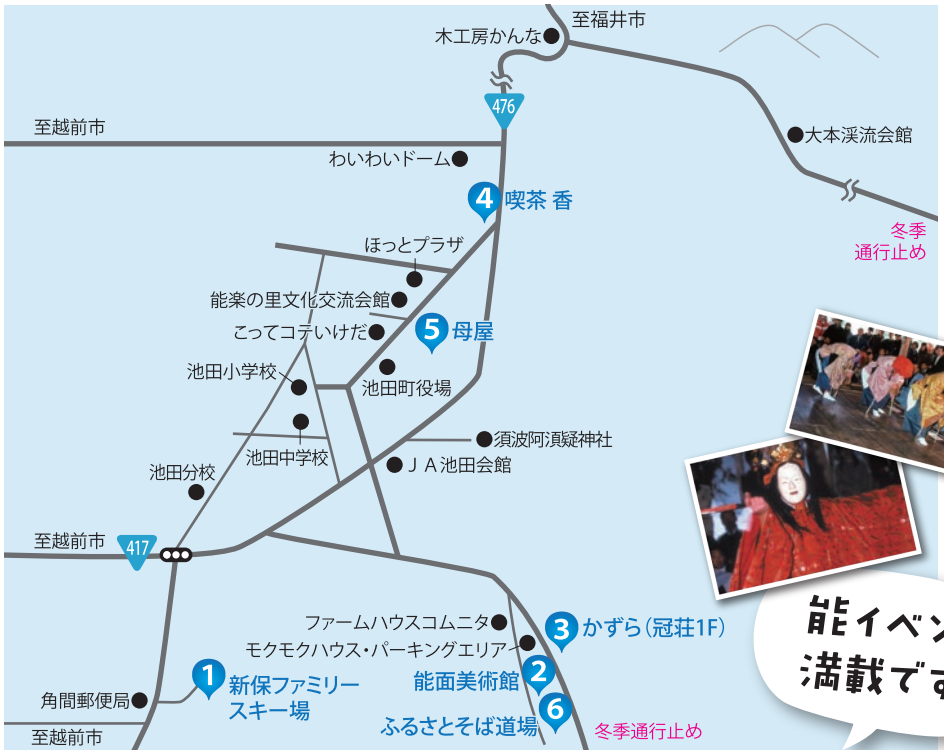 至福井市
木工房かんな
476
至越前市
大本渓流会館
わいわいドーム
4 喫茶 香
冬季
通行止め
ほっとプラザ
能楽の里文化交流会館
こってコテいけだ
5 母屋
池田小学校
池田町役場
須波阿湏疑神社
池田中学校
JA池田会館
池田分校
至越前市
417
能イベン
満載です
ファームハウスコムニタ
3 かずら(冠荘1F)
モクモクハウス・パーキングエリア
1 新保ファミリー
スキー場
能面美術館 2
角間郵便局
6
ふるさとそば道場
冬季通行止め
至越前市